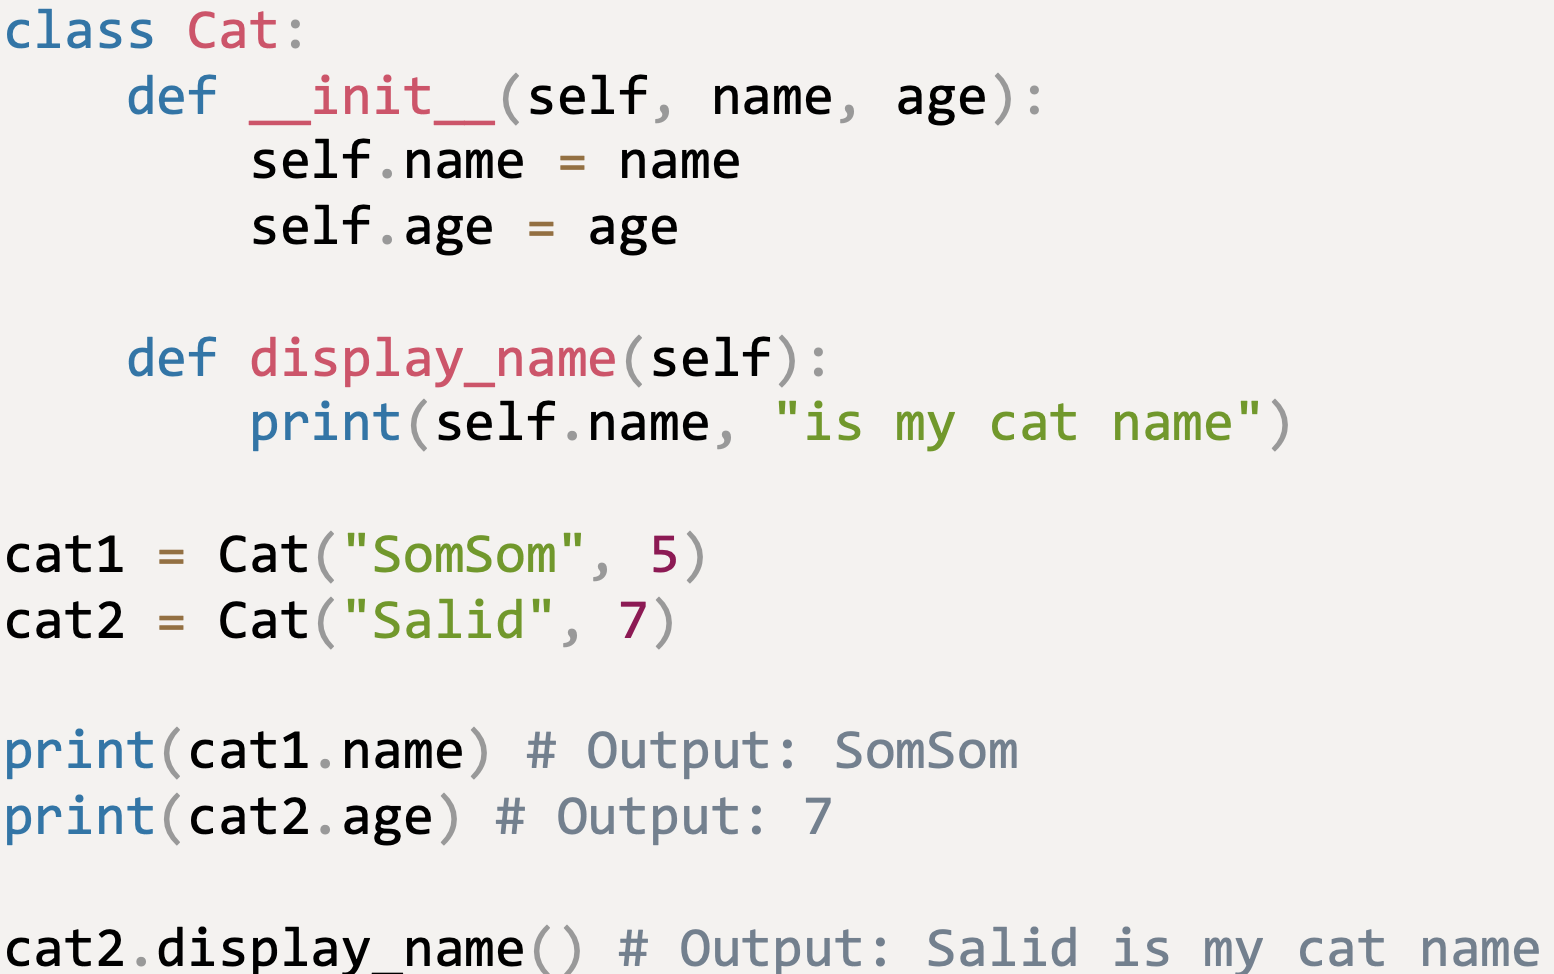 class Cat:
    def __init__(self, name, age):
        self.name = name
        self.age = age

    def display_name(self):
        print(self.name, "is my cat name")

cat1 = Cat("SomSom", 5)
cat2 = Cat("Salid", 7)

print(cat1.name) # Output: SomSom
print(cat2.age) # Output: 7

cat2.display_name() # Output: Salid is my cat name